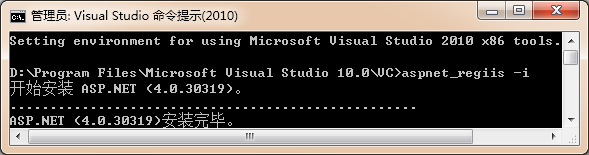 管理员: Visual Studio 命令提示(2010)
Setting environment for using Microsoft Visual Studio 2010 x86 tools.
D:\Program Files\Microsoft Visual Studio 10.0\VC>aspnet_regiis -i
开始安装 ASP.NET (4.0.30319)。
..................................................
ASP.NET (4.0.30319)安装完毕。